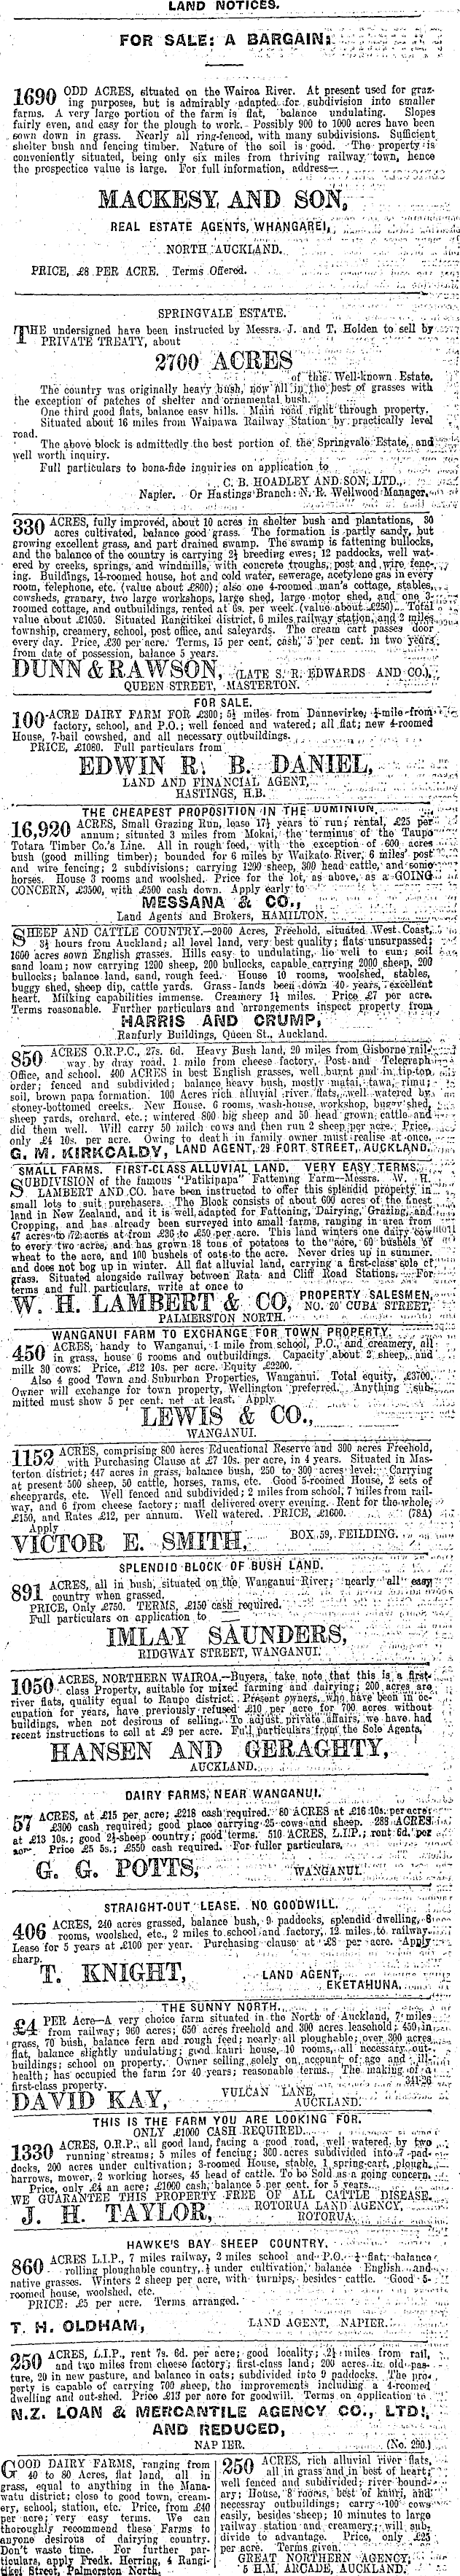 LAND NOTICES.
FOR SALE: A BARGAIN:
1690 ODD ACRES, situated on the Wairoa River. At present used for graz-
ing purposes, but is admirably adapted for subdivision into smaller
farms. A very large portion of the farm is flat, balance undulating. Slopes
fairly even, and easy for the plough to work. Possibly 900 to 1000 acres have been
sown down in grass. Nearly all ring-fenced, with many subdivisions. Sufficient
shelter bush and fencing timber. Nature of the soil is good. The property is
conveniently situated, being only six miles from thriving railway town, hence
the prospective value is large. For full information, address—
MACKESY AND SON,
REAL ESTATE AGENTS, WHANGAREI,
NORTH AUCKLAND.
PRICE, £8 PER ACRE. Terms Offered.
SPRINGVALE ESTATE.
THE undersigned have been instructed by Messrs. J. and T. Holden to sell by
PRIVATE TREATY, about
2700 ACRES
of this Well-known Estate.
The country was originally heavy bush, now all in the best of grasses with
the exception of patches of shelter and ornamental bush.
One third good flats, balance easy hills. Main road right through property.
Situated about 16 miles from Waipawa Railway Station by practically level
road.
The above block is admittedly the best portion of the Springvale Estate, and
well worth inquiry.
Full particulars to bona-fide inquiries on application to
C. B. HOADLEY AND SON, LTD.,
Napier. Or Hastings Branch: N. R. Wellwood Manager.
330 ACRES, fully improved, about 10 acres in shelter bush and plantations, 30
acres cultivated, balance good grass. The formation is partly sandy, but
growing excellent grass, and part drained swamp. The swamp is fattening bullocks,
and the balance of the country is carrying 2½ breeding ewes; 12 paddocks, well wat-
ered by creeks, springs, and windmills, with concrete troughs, post and wire fenc-
ing. Buildings, 14-roomed house, hot and cold water, sewerage, acetylene gas in every
room, telephone, etc. (value about £800); also one 4-roomed man's cottage, stables,
cowsheds, granary, two large workshops, large shed, large motor shed, and one 3-
roomed cottage, and outbuildings, rented at 6s. per week (value about £250). Total
value about £1050. Situated Rangitikei district, 6 miles railway station, and 2 miles
township, creamery, school, post office, and saleyards. The cream cart passes door
every day. Price, £30 per acre. Terms, 15 per cent. cash, 5 per cent. in two years
from date of possession, balance 5 years.
DUNN & RAWSON, (LATE S. R. EDWARDS AND CO.),
QUEEN STREET, MASTERTON.
FOR SALE.
100-ACRE DAIRY FARM FOR £300; 5½ miles from Dannevirke, ¼-mile from
factory, school, and P.O.; well fenced and watered; all flat; new 4-roomed
House, 7-bail cowshed, and all necessary outbuildings.
PRICE, £1080. Full particulars from
EDWIN R. B. DANIEL,
LAND AND FINANCIAL AGENT,
HASTINGS, H.B.
THE CHEAPEST PROPOSITION IN THE DOMINION.
16,920 ACRES, Small Grazing Run, lease 17½ years to run; rental, £25 per
annum; situated 3 miles from Mokai, the terminus of the Taupo
Totara Timber Co.'s Line. All in rough feed, with the exception of 600 acres
bush (good milling timber); bounded for 6 miles by Waikato River, 6 miles' post
and wire fencing; 2 subdivisions; carrying 1200 sheep, 300 head cattle, and some
horses. House 3 rooms and woolshed. Price for the lot, as above, as a GOING
CONCERN, £3500, with £500 cash down. Apply early to
MESSANA & CO.,
Land Agents and Brokers, HAMILTON.
SHEEP AND CATTLE COUNTRY.—2000 Acres, Freehold, situated West Coast,
3½ hours from Auckland; all level land, very best quality; flats unsurpassed;
1600 acres sown English grasses. Hills easy to undulating, lie well to sun; soil
sand loam; now carrying 1200 sheep, 200 bullocks, capable carrying 2000 sheep, 200
bullocks; balance land, sand, rough feed. House 10 rooms, woolshed, stables,
buggy shed, sheep dip, cattle yards. Grass-lands been down 40 years, excellent
heart. Milking capabilities immense. Creamery 1½ miles. Price £7 per acre.
Terms reasonable. Further particulars and arrangements inspect property from
HARRIS AND CRUMP,
Ranfurly Buildings, Queen St., Auckland.
850 ACRES O.R.P.C., 27s. 6d. Heavy Bush land, 20 miles from Gisborne rail-
way by dray road. 1 mile from cheese factory, Post and Telegraph
Office, and school. 400 ACRES in best English grasses, well burnt and in tip-top
order; fenced and subdivided; balance heavy bush, mostly matai, tawa, rimu;
soil, brown papa formation. 100 Acres rich alluvial river flats, well watered by
stoney-bottomed creeks. New House, 6 rooms, wash-house, workshop, buggy shed,
sheep yards, orchard, etc.; wintered 800 big sheep and 50 head grown cattle and
did them well. Will carry 50 milch cows and then run 2 sheep per acre. Price,
only £4 10s. per acre. Owing to death in family owner must realise at once.
G. M. KIRKCALDY, LAND AGENT, 29 FORT STREET, AUCKLAND.
SMALL FARMS. FIRST-CLASS ALLUVIAL LAND. VERY EASY TERMS.
SUBDIVISION of the famous "Patikipapa" Fattening Farm—Messrs. W. H.
LAMBERT AND CO. have been instructed to offer this splendid property in
small lots to suit purchasers. The Block consists of about 600 acres of the finest
land in New Zealand, and it is well adapted for Fattening, Dairying, Grazing, and
Cropping, and has already been surveyed into small farms, ranging in area from
47 acres to 72 acres at from £36 to £50 per acre. This land winters one dairy cow
to every two acres, and has grown 18 tons of potatoes to the acre, 60 bushels of
wheat to the acre, and 100 bushels of oats to the acre. Never dries up in summer.
and does not bog up in winter. All flat alluvial land, carrying a first-class sole of
grass. Situated alongside railway between Rata and Cliff Road Stations. For
terms and full particulars, write at once to
W. H. LAMBERT & CO, PROPERTY SALESMEN,
NO. 20 CUBA STREET,
PALMERSTON NORTH.
WANGANUI FARM TO EXCHANGE FOR TOWN PROPERTY.
450 ACRES, handy to Wanganui, 1 mile from school, P.O., and creamery, all
in grass, house 6 rooms and outbuildings. Capacity about 2 sheep, and
milk 30 cows. Price, £12 10s. per acre. Equity £2200.
Also 4 good Town and Suburban Properties, Wanganui. Total equity, £3700.
Owner will exchange for town property, Wellington preferred. Anything sub-
mitted must show 5 per cent. net at least. Apply
LEWIS & CO.,
WANGANUI.
1152 ACRES, comprising 800 acres Educational Reserve and 300 acres Freehold,
with Purchasing Clause at £7 10s. per acre, in 4 years. Situated in Mas-
terton district; 447 acres in grass, balance bush, 250 to 300 acres level; Carrying
at present 500 sheep, 50 cattle, horses, rams, etc. Good 5-roomed House, 2 sets of
sheepyards, etc. Well fenced and subdivided; 2 miles from school, 7 miles from rail-
way, and 6 from cheese factory; mail delivered every evening. Rent for the whole,
£150, and Rates £12, per annum. Well watered. PRICE, £1600. (78A)
Apply
VICTOR E. SMITH, BOX 59, FEILDING.
SPLENDID BLOCK OF BUSH LAND.
891 ACRES, all in bush, situated on the Wanganui River; nearly all easy
country when grassed.
PRICE, Only £750. TERMS, £150 cash required.
Full particulars on application to
IMLAY SAUNDERS,
RIDGWAY STREET, WANGANUI.
1050 ACRES, NORTHERN WAIROA.—Buyers, take note that this is a first-
class Property, suitable for mixed farming and dairying; 200 acres are
river flats, quality equal to Raupo district. Present owners, who have been in oc-
cupation for years, have previously refused £10 per acre for 700 acres without
buildings, when not desirous of selling. To adjust private affairs, we have had
recent instructions to sell at £9 per acre. Full particulars from the Sole Agents,
HANSEN AND GERAGHTY,
AUCKLAND.
DAIRY FARMS, NEAR WANGANUI.
57 ACRES, at £15 per acre; £218 cash required. 80 ACRES at £16 10s. per acre;
£300 cash required; good place carrying 25 cows and sheep. 288 ACRES
at £13 10s.; good 2½-sheep country; good terms. 510 ACRES, L.I.P.; rent 6d. per
acre. Price £5 5s.; £550 cash required. For fuller particulars,
G. G. POTTS, WANGANUI.
STRAIGHT-OUT LEASE. NO GOODWILL.
406 ACRES, 240 acres grassed, balance bush, 9 paddocks, splendid dwelling, 8
rooms, woolshed, etc., 2 miles to school and factory, 12 miles to railway.
Lease for 5 years at £100 per year. Purchasing clause at £8 per acre. Apply
sharp.
T. KNIGHT, LAND AGENT,
EKETAHUNA.
THE SUNNY NORTH.
£4 PER Acre—A very choice farm situated in the North of Auckland, 7 miles
from railway; 960 acres; 650 acres freehold and 300 acres leasehold; 450 in
grass, 70 bush, balance fern and rough feed; nearly all ploughable; over 300 acres
flat, balance slightly undulating; good kauri house, 10 rooms, all necessary out-
buildings; school on property. Owner selling solely on account of age and ill-
health; has occupied the farm for 40 years; reasonable terms. The making of a
first-class property. 341-26
DAVID KAY, VULCAN LANE,
AUCKLAND.
THIS IS THE FARM YOU ARE LOOKING FOR.
ONLY £1000 CASH REQUIRED.
1330 ACRES, O.R.P., all good land, facing a good road, well watered by two
running streams; 5 miles of fencing; 300 acres subdivided into 7 pad-
docks, 200 acres under cultivation; 3-roomed House, stable, 1 spring-cart, plough,
harrows, mower, 2 working horses, 45 head of cattle. To be Sold as a going concern.
Price, only £4 an acre; £1000 cash, balance 5 per cent. for 5 years.
WE GUARANTEE THIS PROPERTY FREE OF ALL CATTLE DISEASE.
J. H. TAYLOR, ROTORUA LAND AGENCY,
ROTORUA.
HAWKE'S BAY SHEEP COUNTRY.
860 ACRES L.I.P., 7 miles railway, 2 miles school and P.O. ¼ flat, balance
rolling ploughable country, ½ under cultivation, balance English and
native grasses. Winters 2 sheep per acre, with turnips, besides cattle. Good 5-
roomed house, woolshed, etc.
PRICE: £5 per acre. Terms arranged.
T. H. OLDHAM, LAND AGENT, NAPIER.
250 ACRES, L.I.P., rent 7s. 6d. per acre; good locality; 2½ miles from rail,
and two miles from cheese factory; first-class land; 200 acres in old pas-
ture, 20 in new pasture, and balance in oats; subdivided into 9 paddocks. The pro-
perty is capable of carrying 700 sheep, the improvements including a 4-roomed
dwelling and out-shed. Price £13 per acre for goodwill. Terms on application to
N.Z. LOAN & MERCANTILE AGENCY CO., LTD.,
AND REDUCED,
NAPIER. (No. 290.)
GOOD DAIRY FARMS, ranging from
40 to 80 Acres, flat land, all in
grass, equal to anything in the Mana-
watu district; close to good town, cream-
ery, school, station, etc. Price, from £40
per acre; very easy terms. We can
thoroughly recommend these Farms to
anyone desirous of dairying country.
Don't waste time. For further par-
ticulars, apply Fredk. Herring, 4 Rangi-
tikei Street, Palmerston North.
250 ACRES, rich alluvial river flats,
all in grass and in best of heart;
well fenced and subdivided; river bound-
ary; House, 8 rooms, best of kauri, and
necessary outbuildings; carry 100 cows
easily, besides sheep; 10 minutes to large
railway station and creamery; will sub-
divide to advantage. Price, only £25
per acre. Terms given.
GREAT NORTHERN AGENCY,
5 H.M. ARCADE, AUCKLAND.